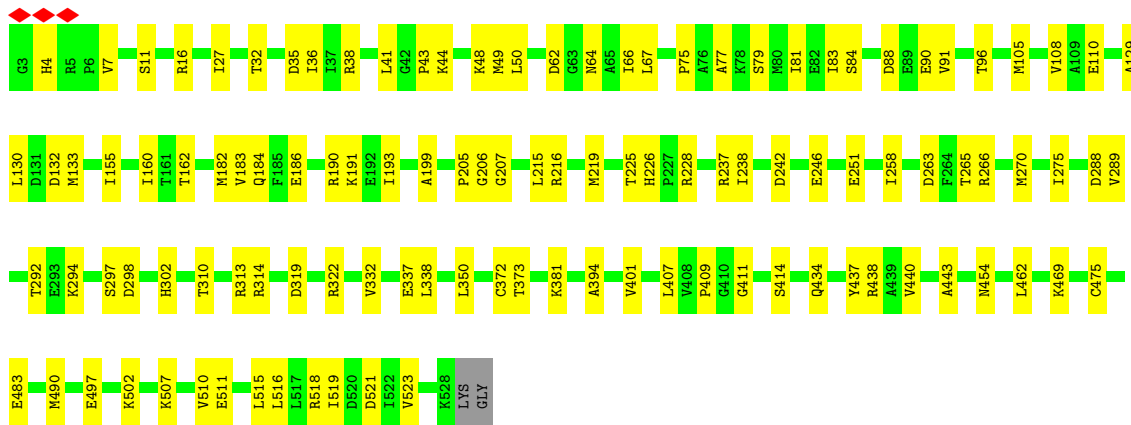 G3 H4 R5 P6 V7 S11 R16 I27 T32 D35 I36 I37 R38 L41 G42 P43 K44 K48 M49 L50 D62 G63 N64 A65 I66 L67 P75 A76 A77 K78 S79 M80 I81 E82 I83 S84 D88 E89 E90 V91 T96 M105 V108 A109 E110 A129
L130 D131 D132 M133 I155 I160 T161 T162 M182 V183 Q184 F185 E186 R190 K191 E192 I193 A199 P205 G206 G207 L215 R216 M219 T225 H226 P227 R228 R237 I238 D242 E246 E251 I258 D263 F264 T265 R266 M270 I275 D288 V289
T292 E293 K294 S297 D298 H302 T310 R313 R314 D319 R322 V332 E337 L338 L350 C372 T373 K381 A394 V401 L407 V408 P409 G410 G411 S414 Q434 Y437 R438 A439 V440 A443 N454 L462 K469 C475
E483 M490 E497 K502 K507 V510 E511 L515 L516 L517 R518 I519 D520 D521 I522 V523 K528 LYS GLY